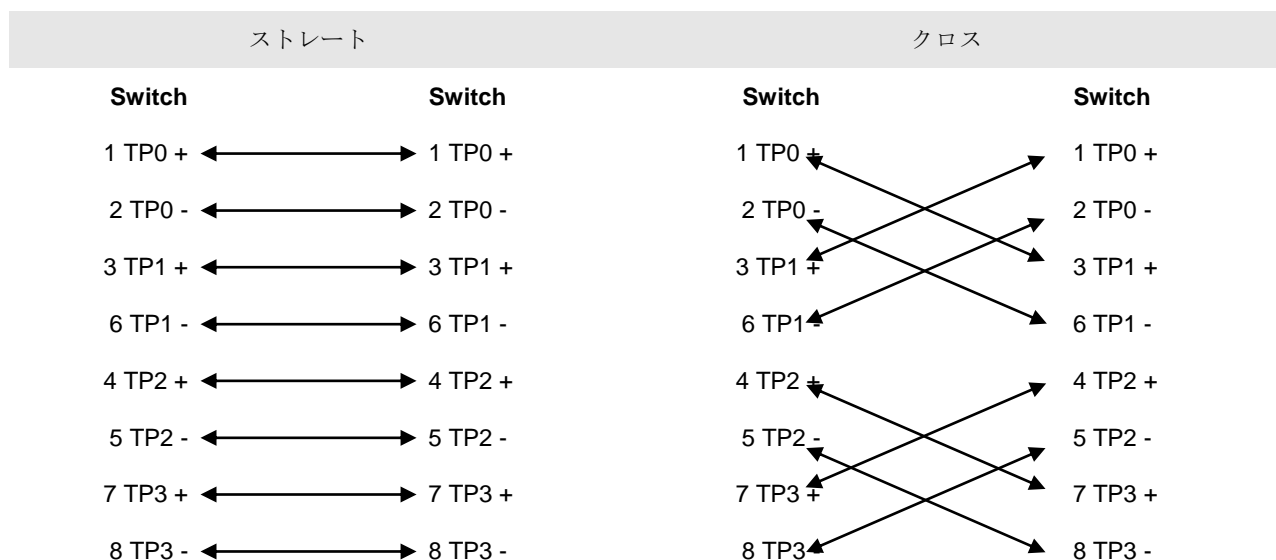 ストレート クロス
Switch Switch Switch Switch
1 TP0 + 1 TP0 + 1 TP0 + 1 TP0 +
2 TP0 - 2 TP0 - 2 TP0 - 2 TP0 -
3 TP1 + 3 TP1 + 3 TP1 + 3 TP1 +
6 TP1 - 6 TP1 - 6 TP1 - 6 TP1 -
4 TP2 + 4 TP2 + 4 TP2 + 4 TP2 +
5 TP2 - 5 TP2 - 5 TP2 - 5 TP2 -
7 TP3 + 7 TP3 + 7 TP3 + 7 TP3 +
8 TP3 - 8 TP3 - 8 TP3 - 8 TP3 -